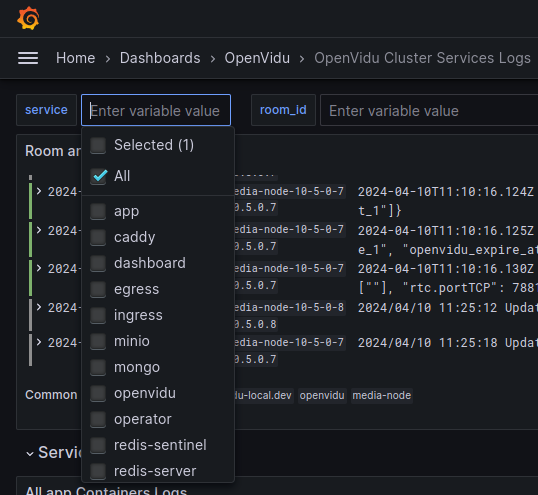 Home > Dashboards > OpenVidu > OpenVidu Cluster Services Logs
service Enter variable value room_id Enter variable value
Selected (1)
All
app
caddy
dashboard
egress
ingress
minio
mongo
openvidu
operator
redis-sentinel
redis-server
Room an
> 2024- edia-node-10-5-0-7 2024-04-10T11:10:16.124Z
.5.0.7 t_1"]}
> 2024- edia-node-10-5-0-7 2024-04-10T11:10:16.125Z
.5.0.7 e_1", "openvidu_expire_at
> 2024- edia-node-10-5-0-7 2024-04-10T11:10:16.130Z
.5.0.7 [""], "rtc.portTCP": 7881
> 2024- edia-node-10-5-0-8 2024/04/10 11:25:12 Updat
.5.0.8
> 2024- edia-node-10-5-0-7 2024/04/10 11:25:18 Updat
.5.0.7
Common du-local.dev openvidu media-node
Servic
All app Containers Logs